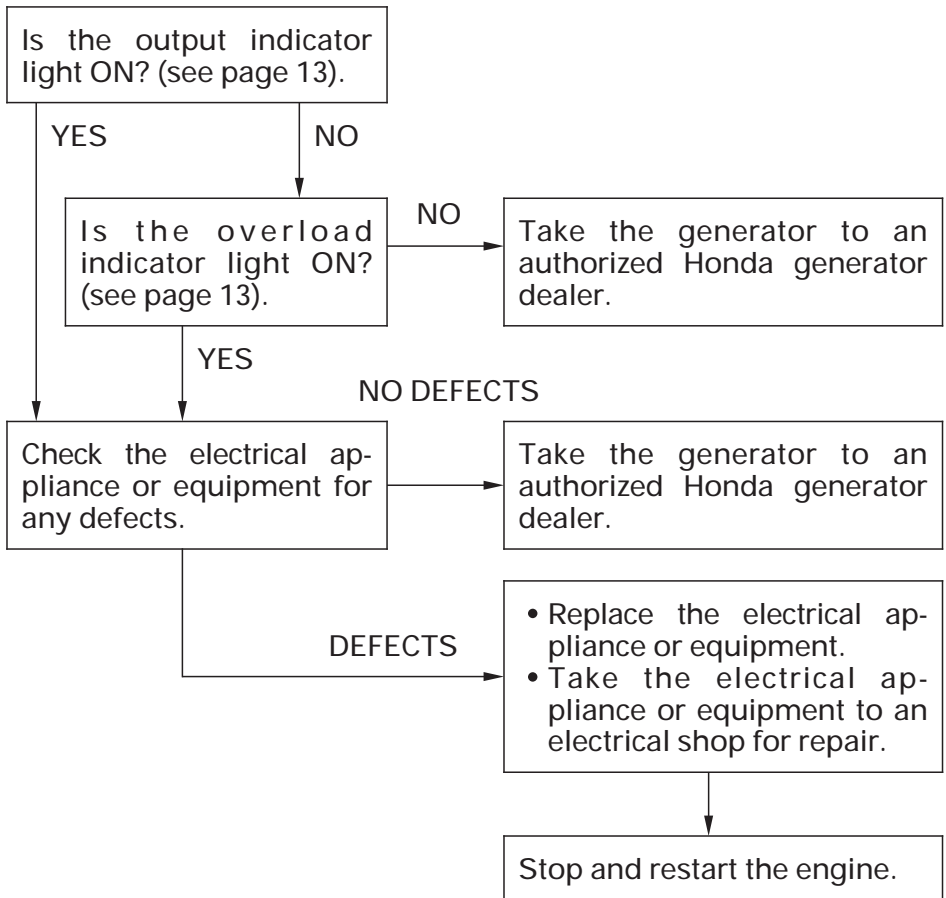 Is the output indicator
light ON? (see page 13).
YES
NO
Is the overload
indicator light ON?
(see page 13).
NO
Take the generator to an
authorized Honda generator
dealer.
YES
NO DEFECTS
Check the electrical ap-
pliance or equipment for
any defects.
Take the generator to an
authorized Honda generator
dealer.
DEFECTS
• Replace the electrical ap-
pliance or equipment.
• Take the electrical ap-
pliance or equipment to an
electrical shop for repair.
Stop and restart the engine.